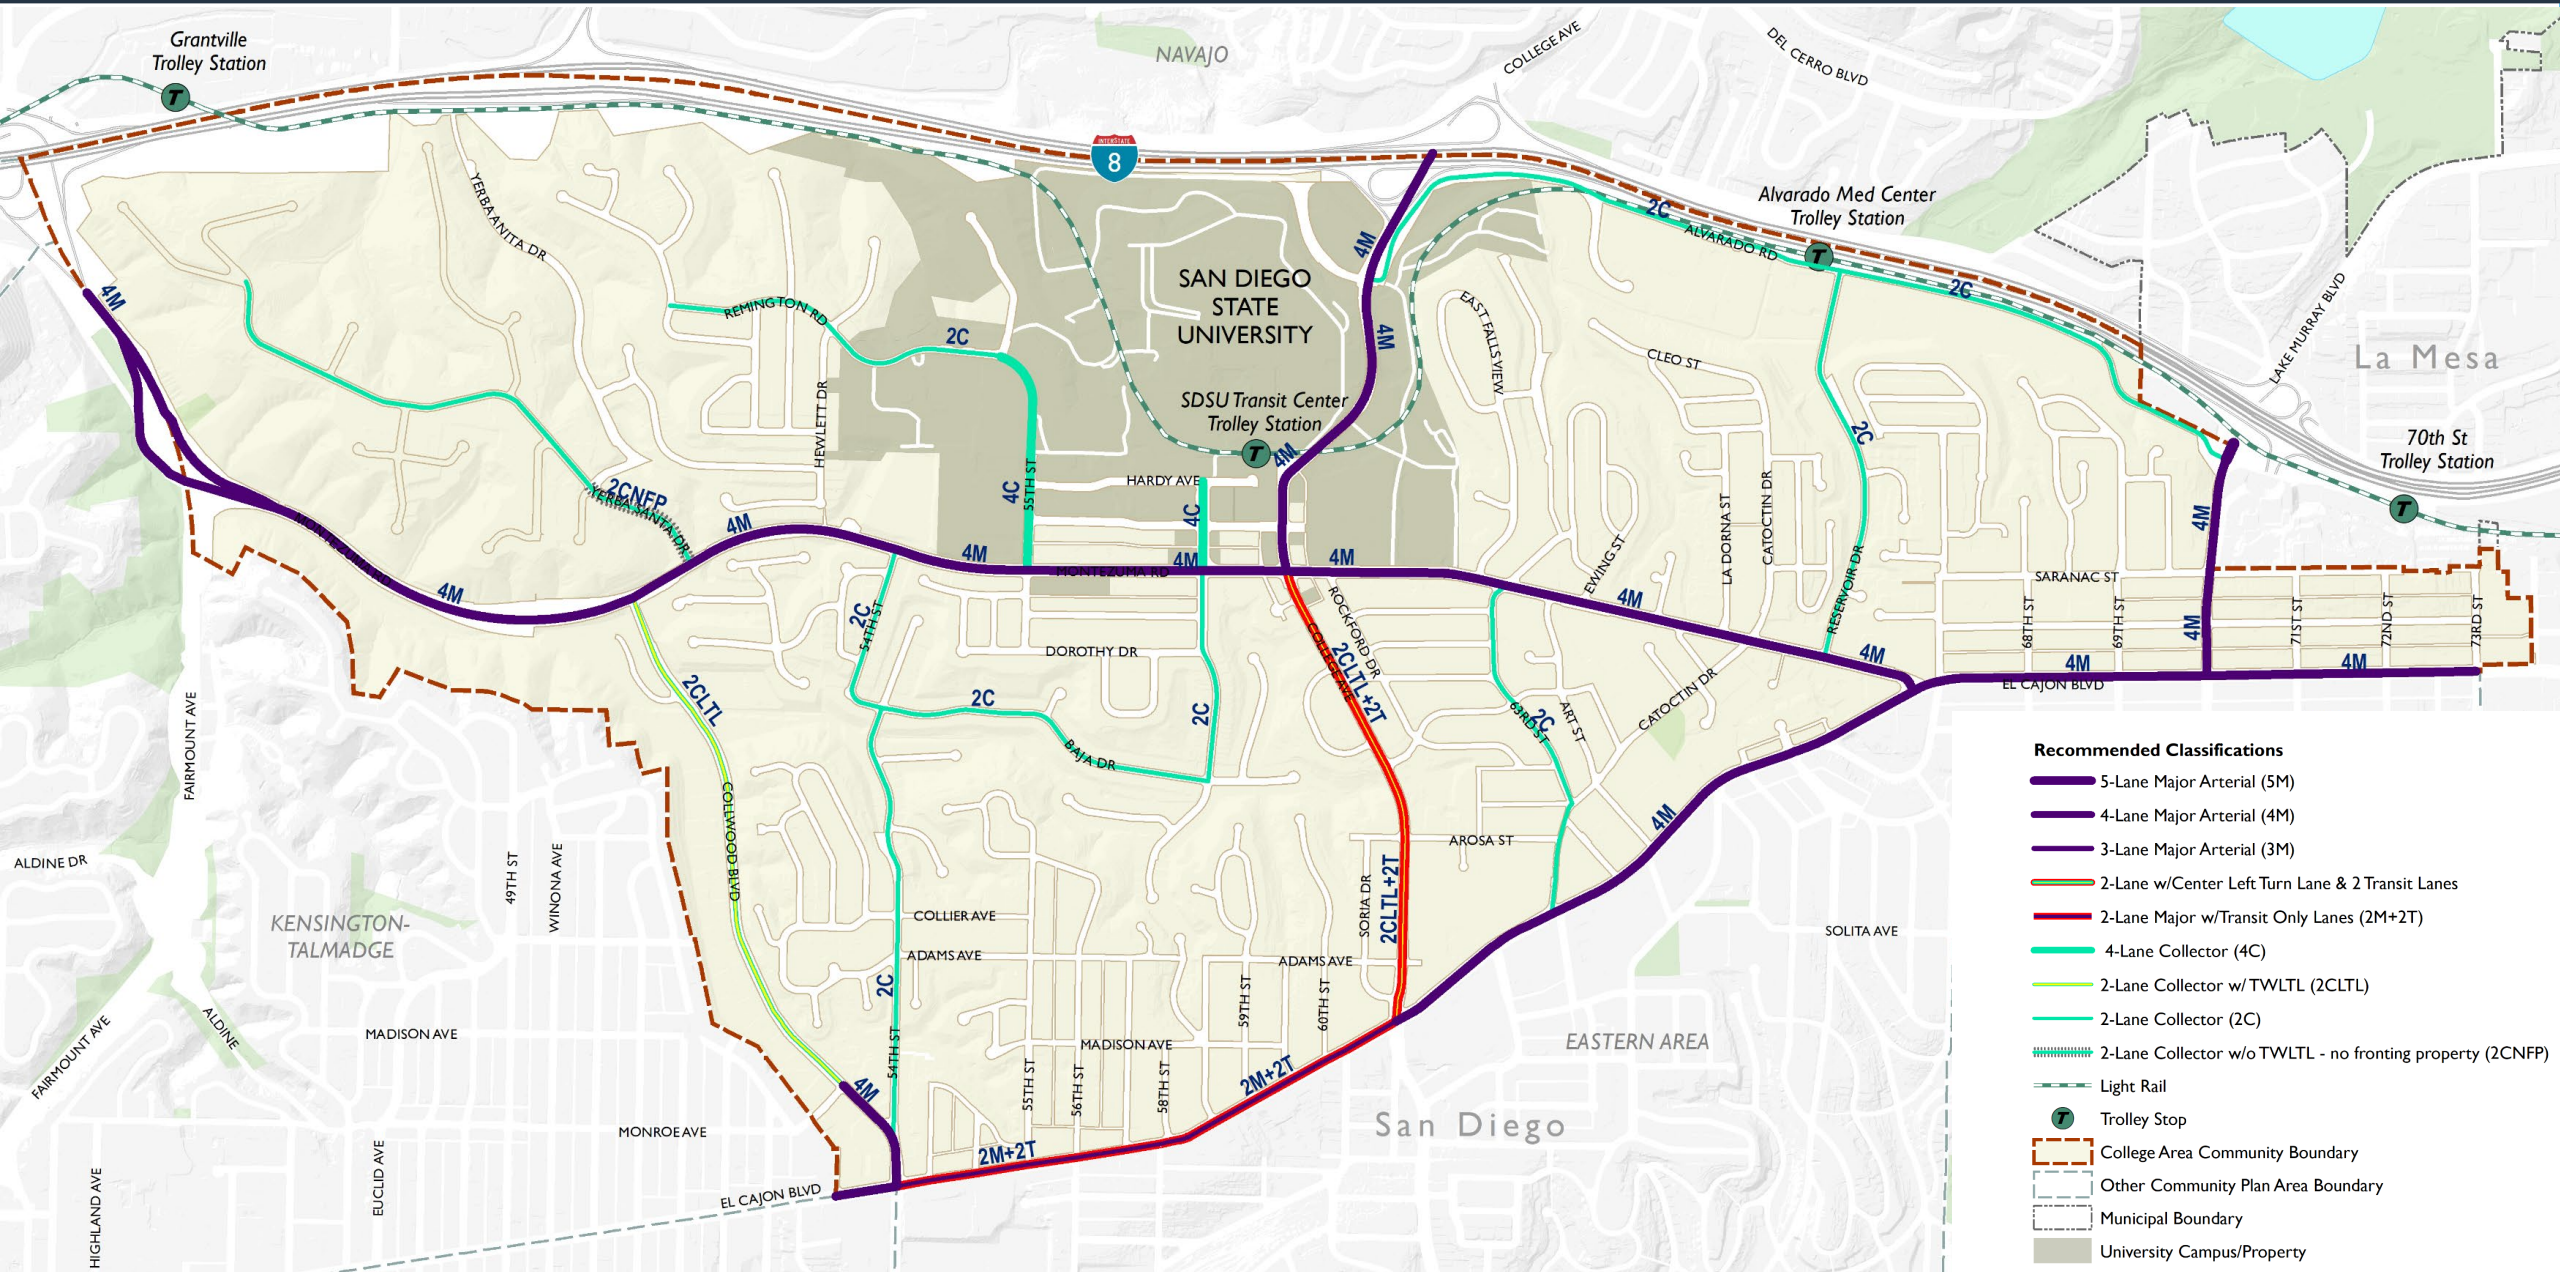 Grantville
Trolley Station
NAVAJO
COLLEGE AVE
DEL CERRO BLVD
INTERSTATE
8
Alvarado Med Center
Trolley Station
T
T
2C
ALVARADO RD
2C
YERBA ANITA DR
4M
SAN DIEGO
STATE
UNIVERSITY
4M
4M
REMINGTON RD
2C
EAST FALLS VIEW
CLEO ST
LAKE MURRAY BLVD
La Mesa
HEWLETT DR
SDSU Transit Center
Trolley Station
T
4M
2C
70th St
Trolley Station
T
4C
55TH ST
HARDY AVE
4C
2CNFP
YERBA SANTA DR
LA DORNA ST
CATOCTIN DR
4M
4M
4M
4M
4M
MONTEZUMA RD
MONTEZUMA RD
4M
EWING ST
4M
RESERVOIR DR
SARANAC ST
68TH ST
69TH ST
4M
71ST ST
72ND ST
73RD ST
2C
54TH ST
DOROTHY DR
ROCKFORD DR
COLLEGE AVE
2CLTL+2T
4M
4M
4M
EL CAJON BLVD
2CLTL
2C
2C
BAJA DR
63RD ST
2C
ART ST
CATOCTIN DR
FAIRMOUNT AVE
COLLWOOD BLVD
4M
AROSA ST
ALDINE DR
49TH ST
WINONA AVE
KENSINGTON-
TALMADGE
COLLIER AVE
ADAMS AVE
SORIA DR
2CLTL+2T
ADAMS AVE
SOLITA AVE
2C
59TH ST
60TH ST
ALDINE
FAIRMOUNT AVE
MADISON AVE
54TH ST
MADISON AVE
EASTERN AREA
4M
55TH ST
56TH ST
58TH ST
2M+2T
San Diego
MONROE AVE
2M+2T
EUCLID AVE
HIGHLAND AVE
EL CAJON BLVD
Recommended Classifications
5-Lane Major Arterial (5M)
4-Lane Major Arterial (4M)
3-Lane Major Arterial (3M)
2-Lane w/Center Left Turn Lane & 2 Transit Lanes
2-Lane Major w/Transit Only Lanes (2M+2T)
4-Lane Collector (4C)
2-Lane Collector w/ TWLTL (2CLTL)
2-Lane Collector (2C)
2-Lane Collector w/o TWLTL - no fronting property (2CNFP)
Light Rail
T
Trolley Stop
College Area Community Boundary
Other Community Plan Area Boundary
Municipal Boundary
University Campus/Property